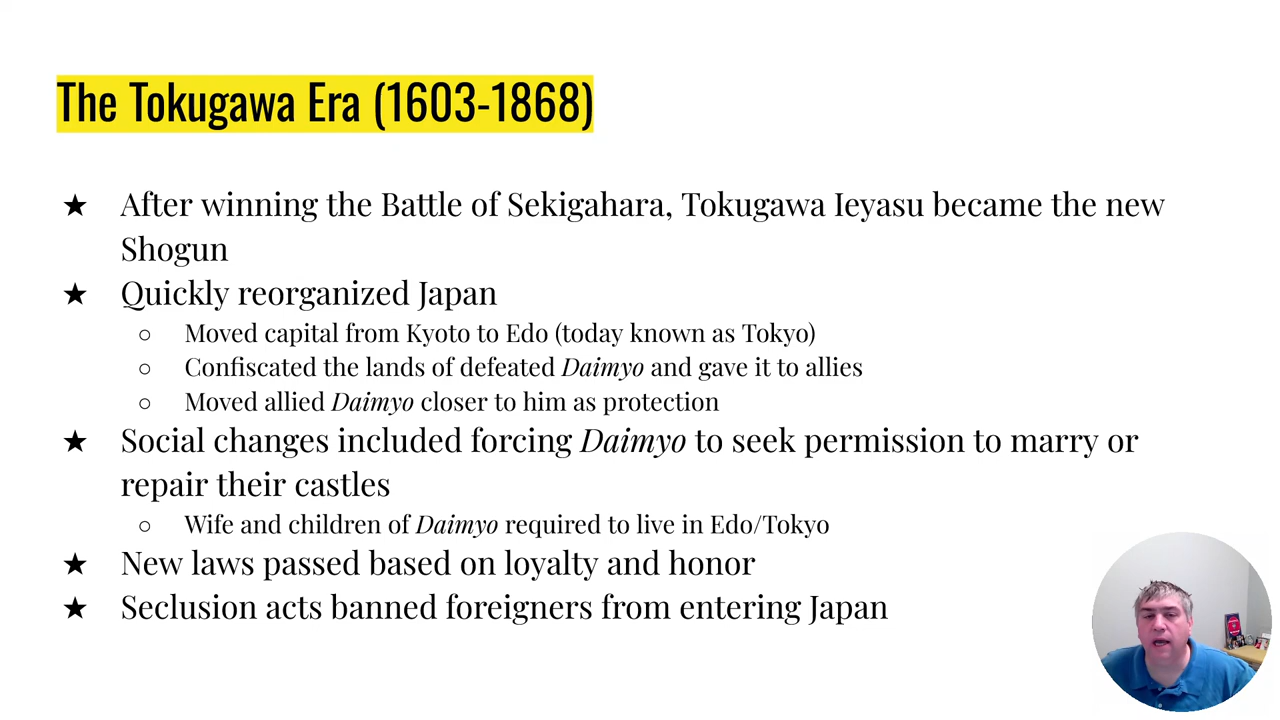 The Tokugawa Era (1603-1868)
★ After winning the Battle of Sekigahara, Tokugawa Ieyasu became the new
Shogun
★ Quickly reorganized Japan
○ Moved capital from Kyoto to Edo (today known as Tokyo)
○ Confiscated the lands of defeated Daimyo and gave it to allies
○ Moved allied Daimyo closer to him as protection
★ Social changes included forcing Daimyo to seek permission to marry or
repair their castles
○ Wife and children of Daimyo required to live in Edo/Tokyo
★ New laws passed based on loyalty and honor
★ Seclusion acts banned foreigners from entering Japan